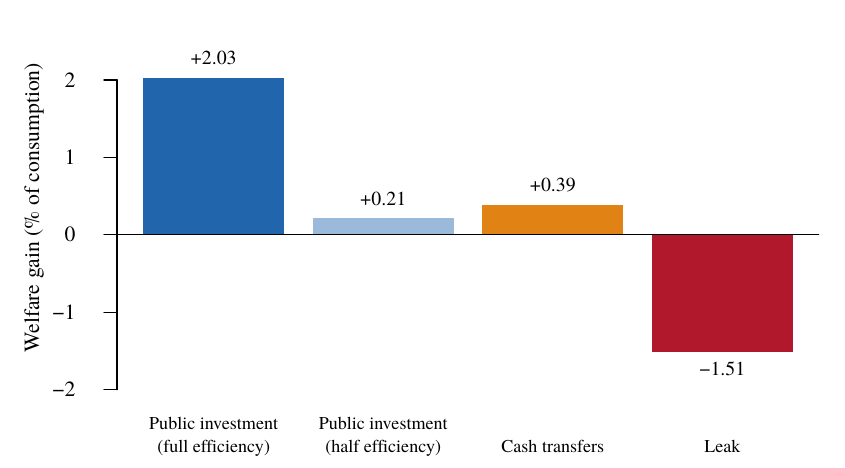 Welfare gain (% of consumption)
2
1
0
−1
−2
+2.03
+0.21
+0.39
−1.51
Public investment
(full efficiency)
Public investment
(half efficiency)
Cash transfers
Leak